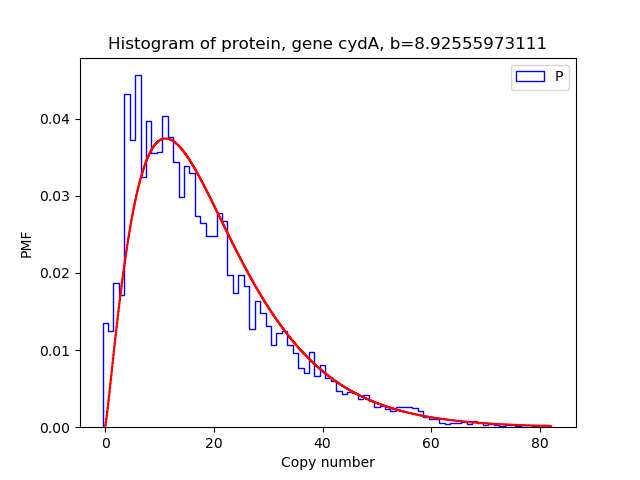 Histogram of protein, gene cydA, b=8.92555973111
P
0.04
0.03
0.02
0.01
0.00
PMF
0 20 40 60 80
Copy number